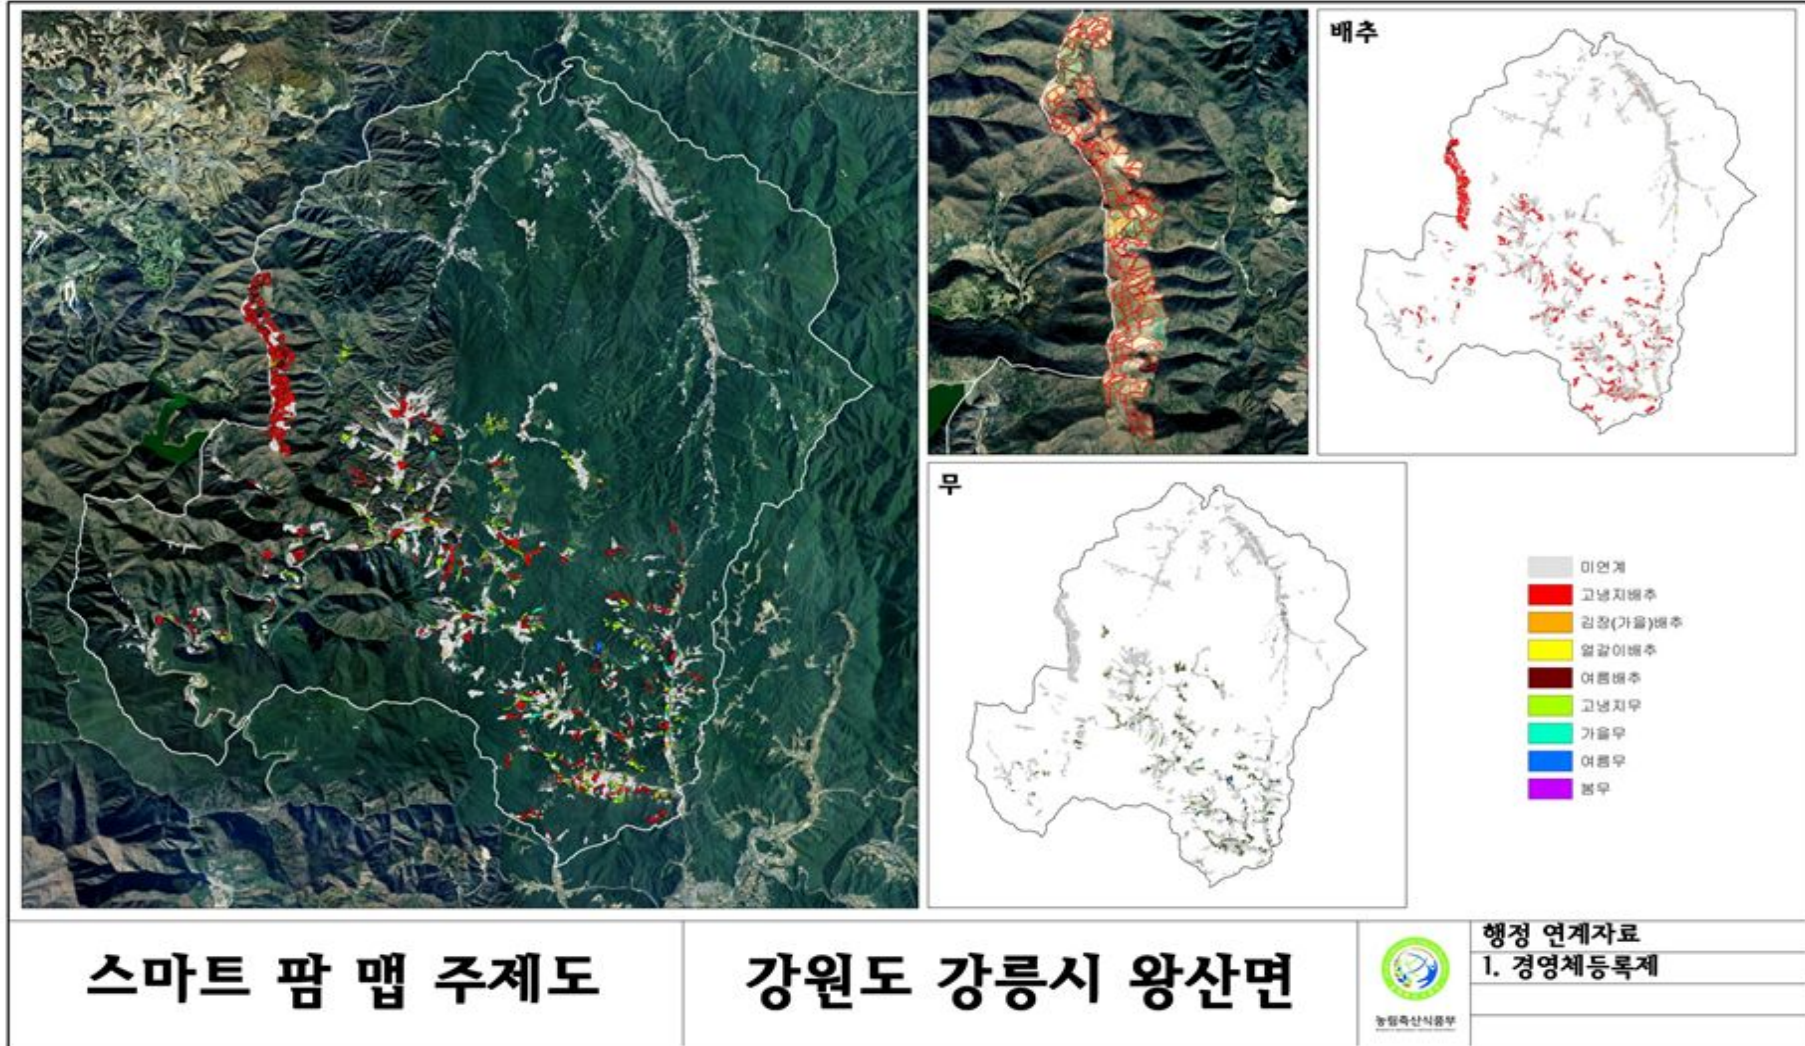 배추
무
미연계
고냉지배추
김장(가을)배추
얼갈이배추
여름배추
고냉지무
가을무
여름무
봄무
스마트 팜 맵 주제도
강원도 강릉시 왕산면
농림축산식품부
행정 연계자료
1. 경영체등록제